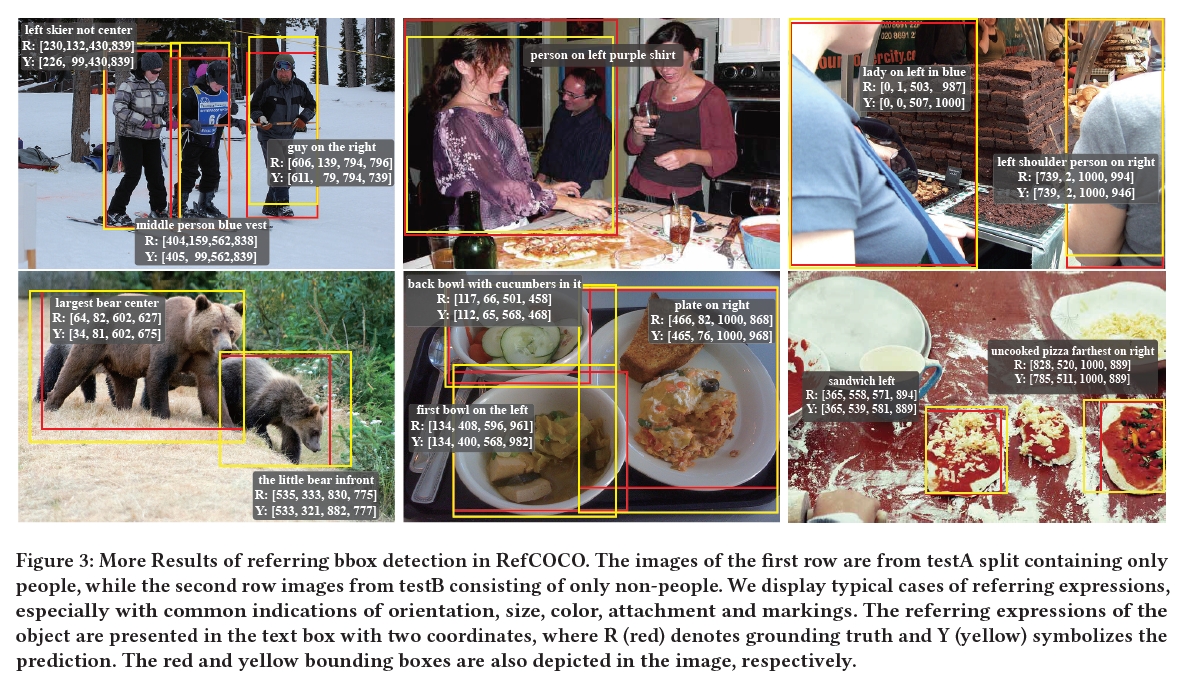 left skier not center
R: [230,132,430,839]
Y: [226, 99,430,839]
guy on the right
R: [606, 139, 794, 796]
Y: [611, 79, 794, 739]
middle person blue vest
R: [404,159,562,838]
Y: [405, 99,562,839]
6
person on left purple shirt
020 8691 2
lady on left in blue
R: [0, 1, 503, 987]
Y: [0, 0, 507, 1000]
left shoulder person on right
R: [739, 2, 1000, 994]
Y: [739, 2, 1000, 946]
largest bear center
R: [64, 82, 602, 627]
Y: [34, 81, 602, 675]
the little bear infront
R: [535, 333, 830, 775]
Y: [533, 321, 882, 777]
back bowl with cucumbers in it
R: [117, 66, 501, 458]
Y: [112, 65, 568, 468]
plate on right
R: [466, 82, 1000, 868]
Y: [465, 76, 1000, 968]
first bowl on the left
R: [134, 408, 596, 961]
Y: [134, 400, 568, 982]
uncooked pizza farthest on right
R: [828, 520, 1000, 889]
Y: [785, 511, 1000, 889]
sandwich left
R: [365, 558, 571, 894]
Y: [365, 539, 581, 889]
Figure 3: More Results of referring bbox detection in RefCOCO. The images of the first row are from testA split containing only
people, while the second row images from testB consisting of only non-people. We display typical cases of referring expressions,
especially with common indications of orientation, size, color, attachment and markings. The referring expressions of the
object are presented in the text box with two coordinates, where R (red) denotes grounding truth and Y (yellow) symbolizes the
prediction. The red and yellow bounding boxes are also depicted in the image, respectively.